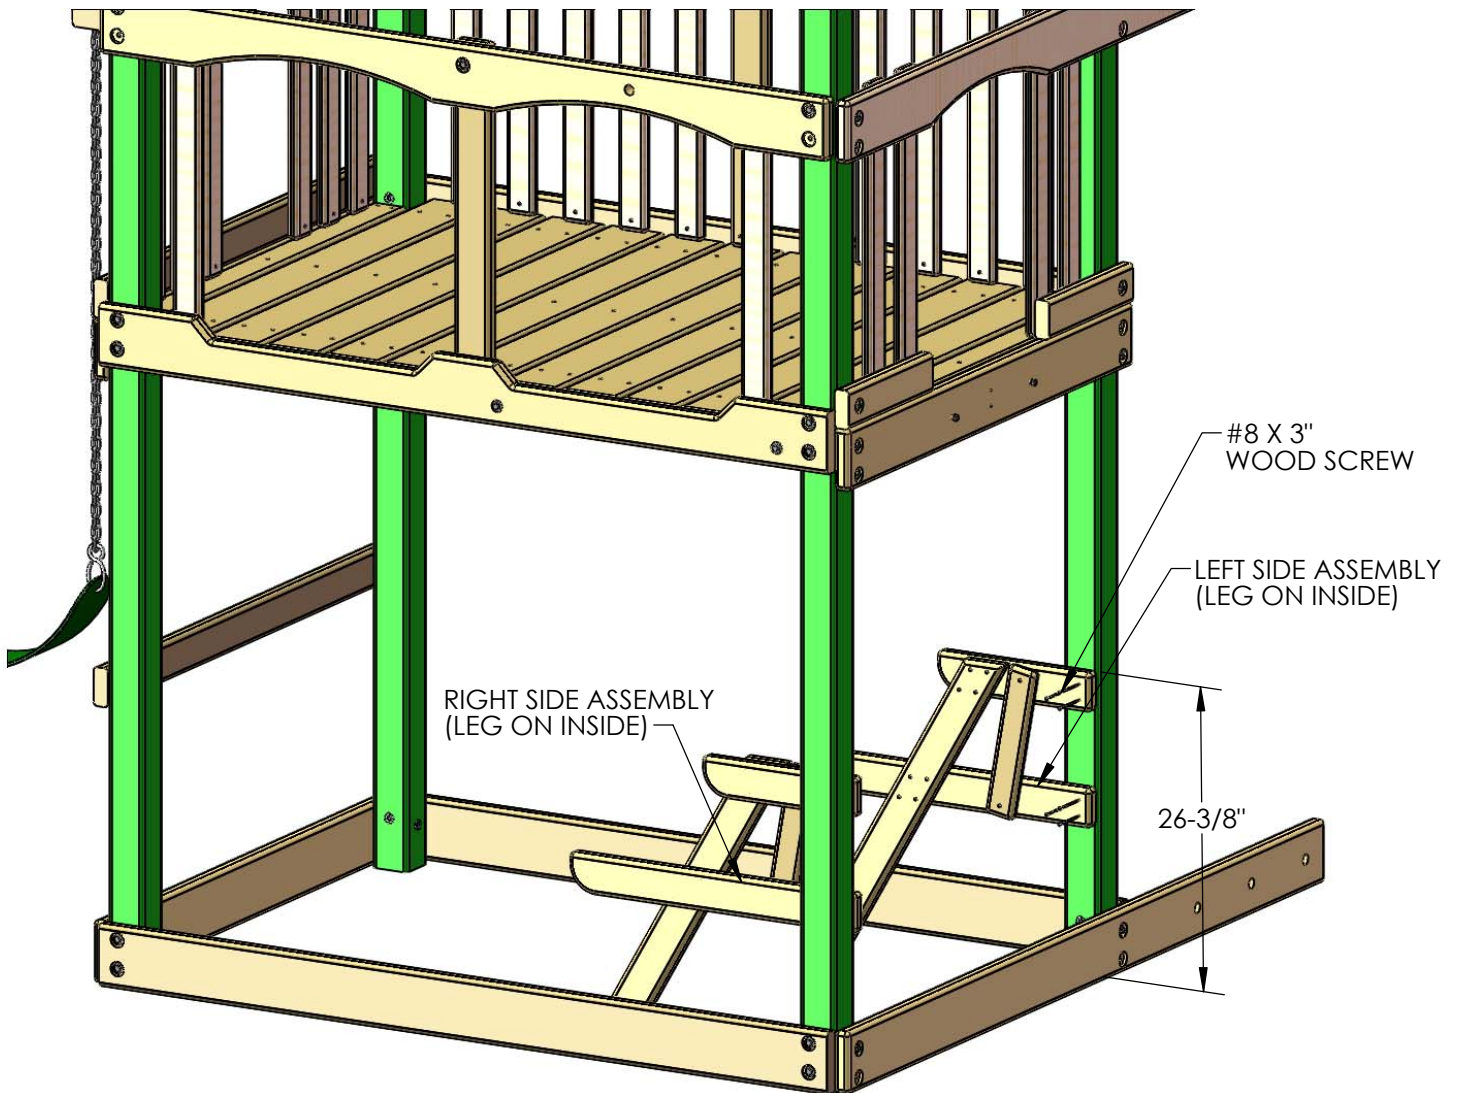 #8 X 3"
WOOD SCREW
LEFT SIDE ASSEMBLY
(LEG ON INSIDE)
RIGHT SIDE ASSEMBLY
(LEG ON INSIDE)
26-3/8"